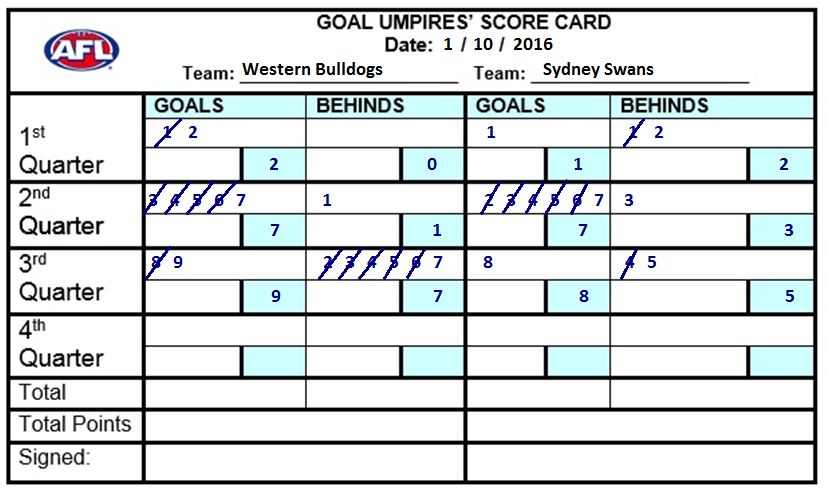 GOAL UMPIRES' SCORE CARD
AFL
Date: 1 / 10 / 2016
Team: Western Bulldogs Team: Sydney Swans
GOALS BEHINDS GOALS BEHINDS
1st 1 2 1 1 2
Quarter 2 0 1 2
2nd 3 4 5 6 7 1 2 3 4 5 6 7 3
Quarter 7 1 7 3
3rd 8 9 2 3 4 5 6 7 8 4 5
Quarter 9 7 8 5
4th
Quarter
Total
Total Points
Signed: